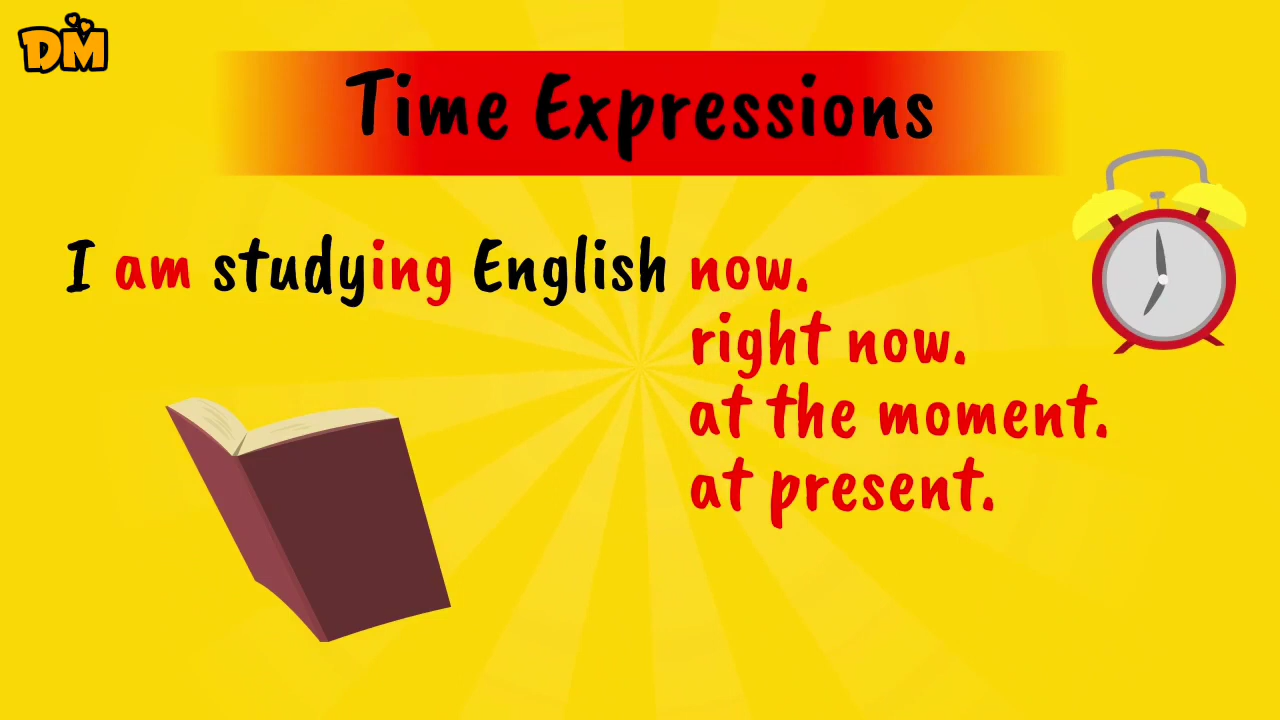 DM
Time Expressions
I am studying English now.
right now.
at the moment.
at present.